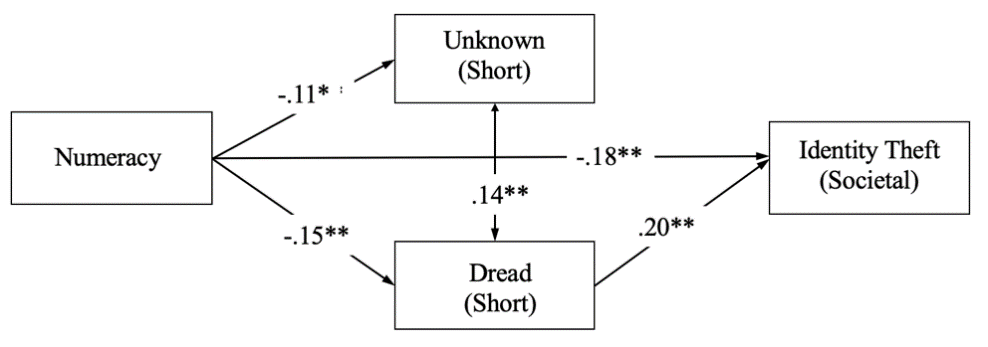 Unknown
(Short)
-.11*
Numeracy
-.18**
Identity Theft
(Societal)
.14**
-.15**
.20**
Dread
(Short)